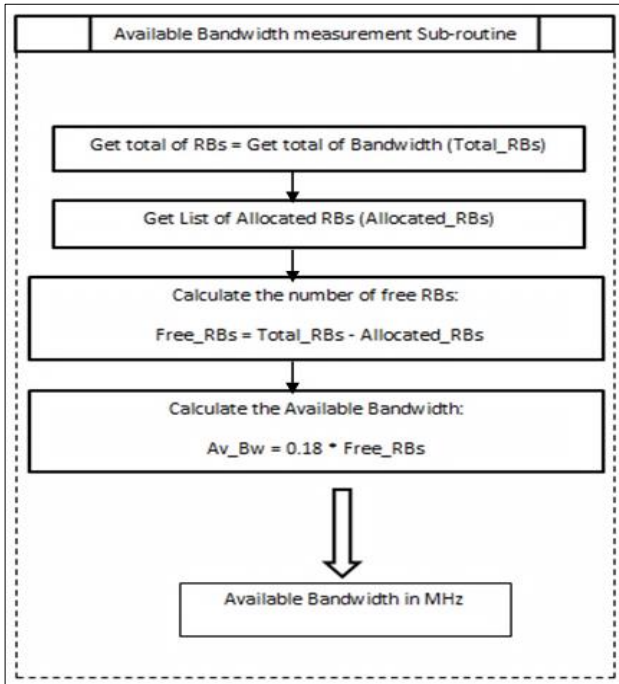 Available Bandwidth measurement Sub-routine
Get total of RBs = Get total of Bandwidth (Total_RBs)
Get List of Allocated RBs (Allocated_RBs)
Calculate the number of free RBs:
Free_RBs = Total_RBs - Allocated_RBs
Calculate the Available Bandwidth:
Av_Bw = 0.18 * Free_RBs
Available Bandwidth in MHz